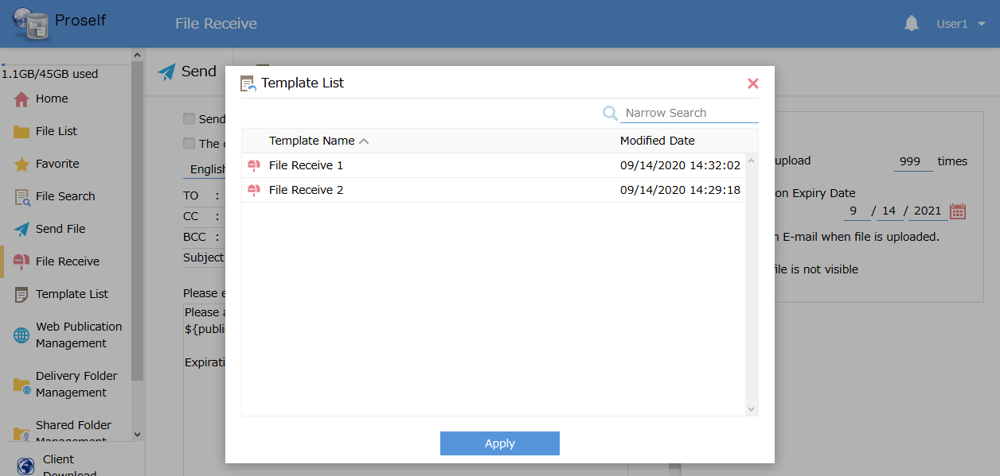 Proself
File Receive
User1
1.1GB/45GB used
Home
File List
Favorite
File Search
Send File
File Receive
Template List
Web Publication
Management
Delivery Folder
Management
Shared Folder
Management
Client
Download
Send
Send
The
English
TO :
CC :
BCC :
Subject
Please
Please
${publi
Expirati
Template List
Narrow Search
Template Name
Modified Date
File Receive 1 09/14/2020 14:32:02
File Receive 2 09/14/2020 14:29:18
Apply
upload 999 times
on Expiry Date
9 / 14 / 2021
E-mail when file is uploaded.
file is not visible